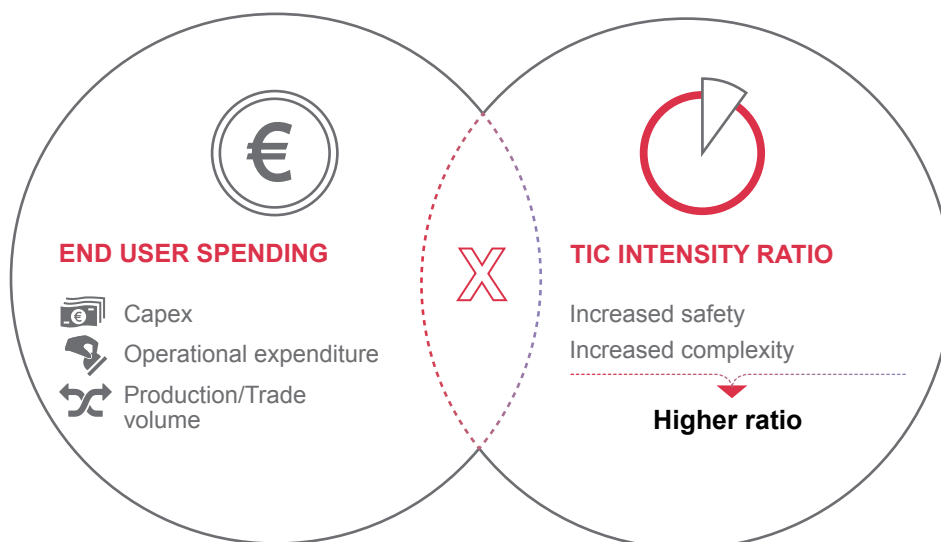 €
END USER SPENDING
€
Capex
Operational expenditure
Production/Trade
volume
X
TIC INTENSITY RATIO
Increased safety
Increased complexity
Higher ratio